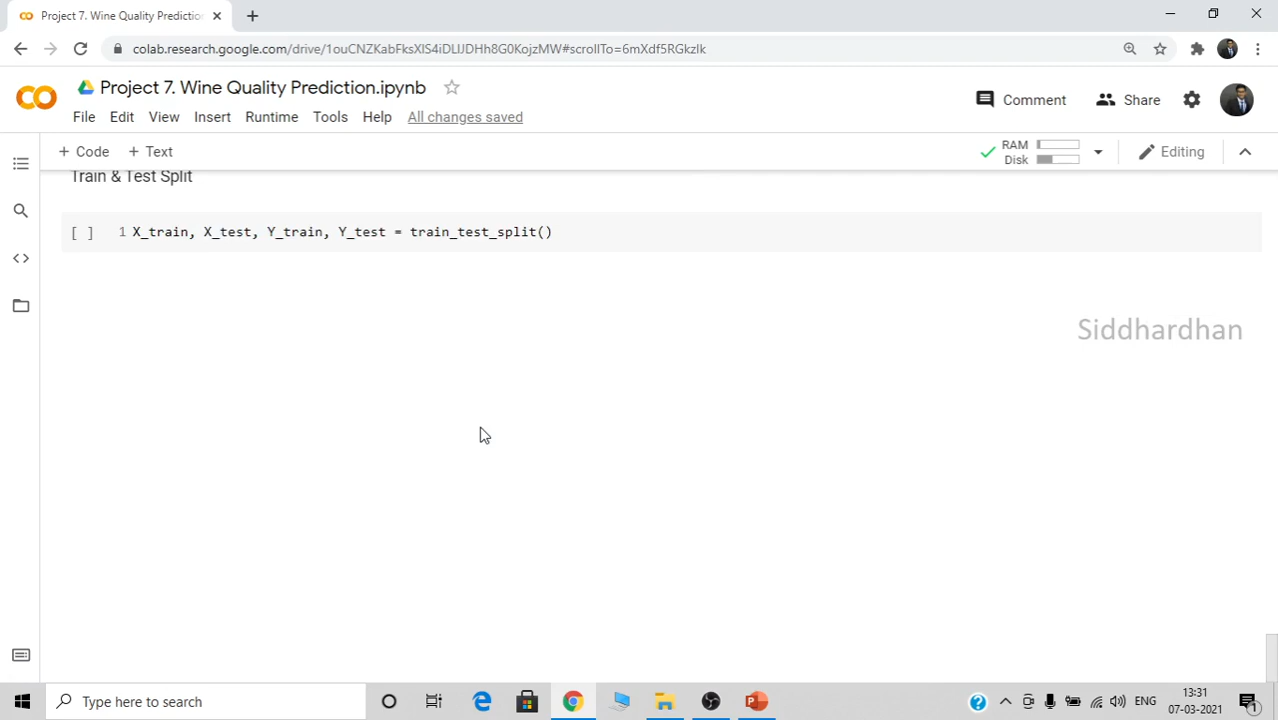 Project 7. Wine Quality Prediction
colab.research.google.com/drive/1ouCNZKabFksXlS4iDLIJDHh8G0KojzMW#scrollTo=6mXdf5RGkzlk
Project 7. Wine Quality Prediction.ipynb
Comment
Share
File Edit View Insert Runtime Tools Help All changes saved
+ Code + Text
RAM
Disk
Editing
Train & Test Split
[ ] 1 X_train, X_test, Y_train, Y_test = train_test_split()
Siddhardhan
Type here to search
ENG
13:31
07-03-2021
1